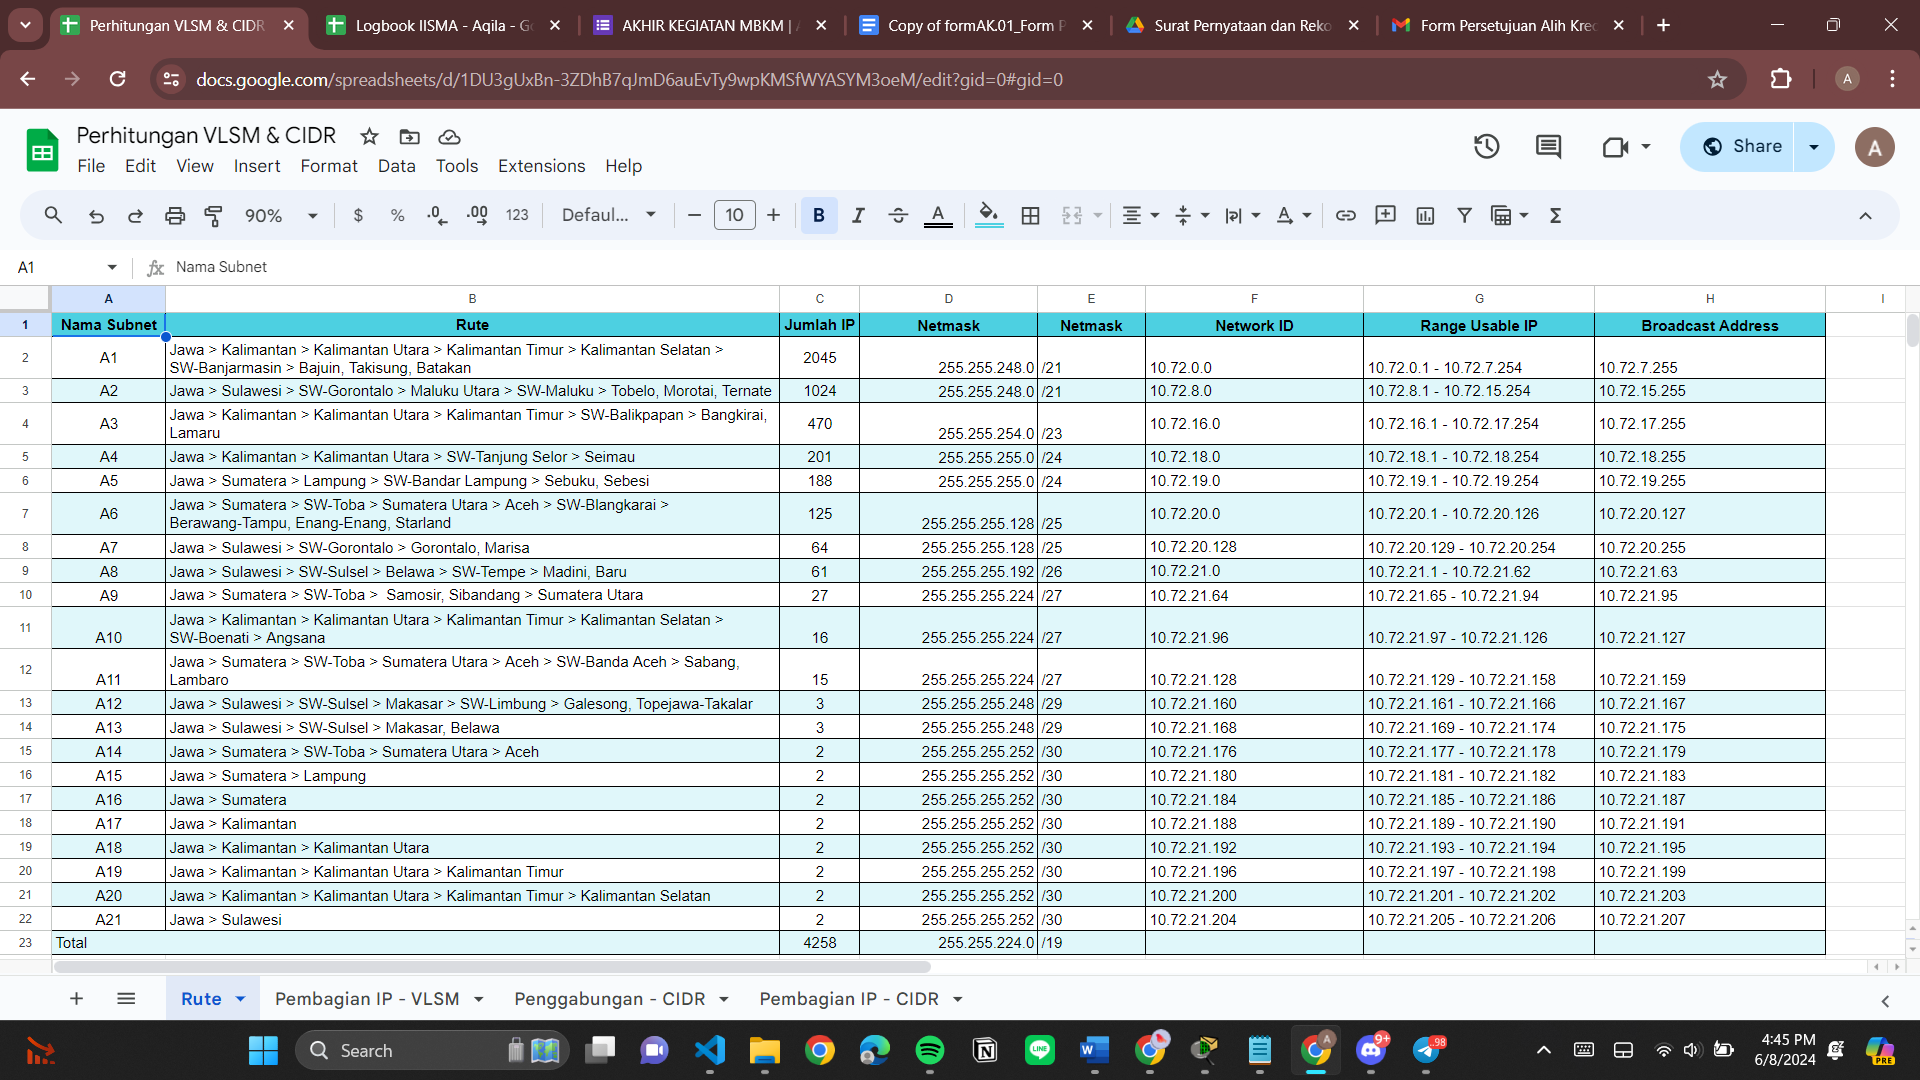 Perhitungan VLSM & CIDR
Logbook IISMA - Aqila - G
AKHIR KEGIATAN MBKM |
Copy of formAK.01_Form P
Surat Pernyataan dan Reko
Form Persetujuan Alih Kre
docs.google.com/spreadsheets/d/1DU3gUxBn-3ZDhB7qJmD6auEvTy9wpKMSfWYASYM3oeM/edit?gid=0#gid=0
A
Perhitungan VLSM & CIDR
File Edit View Insert Format Data Tools Extensions Help
Share
A
90% $ % .0 .00 123 Defaul... 10 B I A
A1 fx Nama Subnet
A B C D E F G H I
1 Nama Subnet Rute Jumlah IP Netmask Netmask Network ID Range Usable IP Broadcast Address
2 A1 Jawa > Kalimantan > Kalimantan Utara > Kalimantan Timur > Kalimantan Selatan >
SW-Banjarmasin > Bajuin, Takisung, Batakan 2045 255.255.248.0 /21 10.72.0.0 10.72.0.1 - 10.72.7.254 10.72.7.255
3 A2 Jawa > Sulawesi > SW-Gorontalo > Maluku Utara > SW-Maluku > Tobelo, Morotai, Ternate 1024 255.255.248.0 /21 10.72.8.0 10.72.8.1 - 10.72.15.254 10.72.15.255
4 A3 Jawa > Kalimantan > Kalimantan Utara > Kalimantan Timur > SW-Balikpapan > Bangkirai,
Lamaru 470 255.255.254.0 /23 10.72.16.0 10.72.16.1 - 10.72.17.254 10.72.17.255
5 A4 Jawa > Kalimantan > Kalimantan Utara > SW-Tanjung Selor > Seimau 201 255.255.255.0 /24 10.72.18.0 10.72.18.1 - 10.72.18.254 10.72.18.255
6 A5 Jawa > Sumatera > Lampung > SW-Bandar Lampung > Sebuku, Sebesi 188 255.255.255.0 /24 10.72.19.0 10.72.19.1 - 10.72.19.254 10.72.19.255
7 A6 Jawa > Sumatera > SW-Toba > Sumatera Utara > Aceh > SW-Blangkarai >
Berawang-Tampu, Enang-Enang, Starland 125 255.255.255.128 /25 10.72.20.0 10.72.20.1 - 10.72.20.126 10.72.20.127
8 A7 Jawa > Sulawesi > SW-Gorontalo > Gorontalo, Marisa 64 255.255.255.128 /25 10.72.20.128 10.72.20.129 - 10.72.20.254 10.72.20.255
9 A8 Jawa > Sulawesi > SW-Sulsel > Belawa > SW-Tempe > Madini, Baru 61 255.255.255.192 /26 10.72.21.0 10.72.21.1 - 10.72.21.62 10.72.21.63
10 A9 Jawa > Sumatera > SW-Toba > Samosir, Sibandang > Sumatera Utara 27 255.255.255.224 /27 10.72.21.64 10.72.21.65 - 10.72.21.94 10.72.21.95
11 A10 Jawa > Kalimantan > Kalimantan Utara > Kalimantan Timur > Kalimantan Selatan >
SW-Boenati > Angsana 16 255.255.255.224 /27 10.72.21.96 10.72.21.97 - 10.72.21.126 10.72.21.127
12 A11 Jawa > Sumatera > SW-Toba > Sumatera Utara > Aceh > SW-Banda Aceh > Sabang,
Lambaro 15 255.255.255.224 /27 10.72.21.128 10.72.21.129 - 10.72.21.158 10.72.21.159
13 A12 Jawa > Sulawesi > SW-Sulsel > Makasar > SW-Limbung > Galesong, Topejawa-Takalar 3 255.255.255.248 /29 10.72.21.160 10.72.21.161 - 10.72.21.166 10.72.21.167
14 A13 Jawa > Sulawesi > SW-Sulsel > Makasar, Belawa 3 255.255.255.248 /29 10.72.21.168 10.72.21.169 - 10.72.21.174 10.72.21.175
15 A14 Jawa > Sumatera > SW-Toba > Sumatera Utara > Aceh 2 255.255.255.252 /30 10.72.21.176 10.72.21.177 - 10.72.21.178 10.72.21.179
16 A15 Jawa > Sumatera > Lampung 2 255.255.255.252 /30 10.72.21.180 10.72.21.181 - 10.72.21.182 10.72.21.183
17 A16 Jawa > Sumatera 2 255.255.255.252 /30 10.72.21.184 10.72.21.185 - 10.72.21.186 10.72.21.187
18 A17 Jawa > Kalimantan 2 255.255.255.252 /30 10.72.21.188 10.72.21.189 - 10.72.21.190 10.72.21.191
19 A18 Jawa > Kalimantan > Kalimantan Utara 2 255.255.255.252 /30 10.72.21.192 10.72.21.193 - 10.72.21.194 10.72.21.195
20 A19 Jawa > Kalimantan > Kalimantan Utara > Kalimantan Timur 2 255.255.255.252 /30 10.72.21.196 10.72.21.197 - 10.72.21.198 10.72.21.199
21 A20 Jawa > Kalimantan > Kalimantan Utara > Kalimantan Timur > Kalimantan Selatan 2 255.255.255.252 /30 10.72.21.200 10.72.21.201 - 10.72.21.202 10.72.21.203
22 A21 Jawa > Sulawesi 2 255.255.255.252 /30 10.72.21.204 10.72.21.205 - 10.72.21.206 10.72.21.207
23 Total 4258 255.255.224.0 /19
Rute Pembagian IP - VLSM Penggabungan - CIDR Pembagian IP - CIDR
Search
LINE
A
9+
98
4:45 PM
6/8/2024
PRE